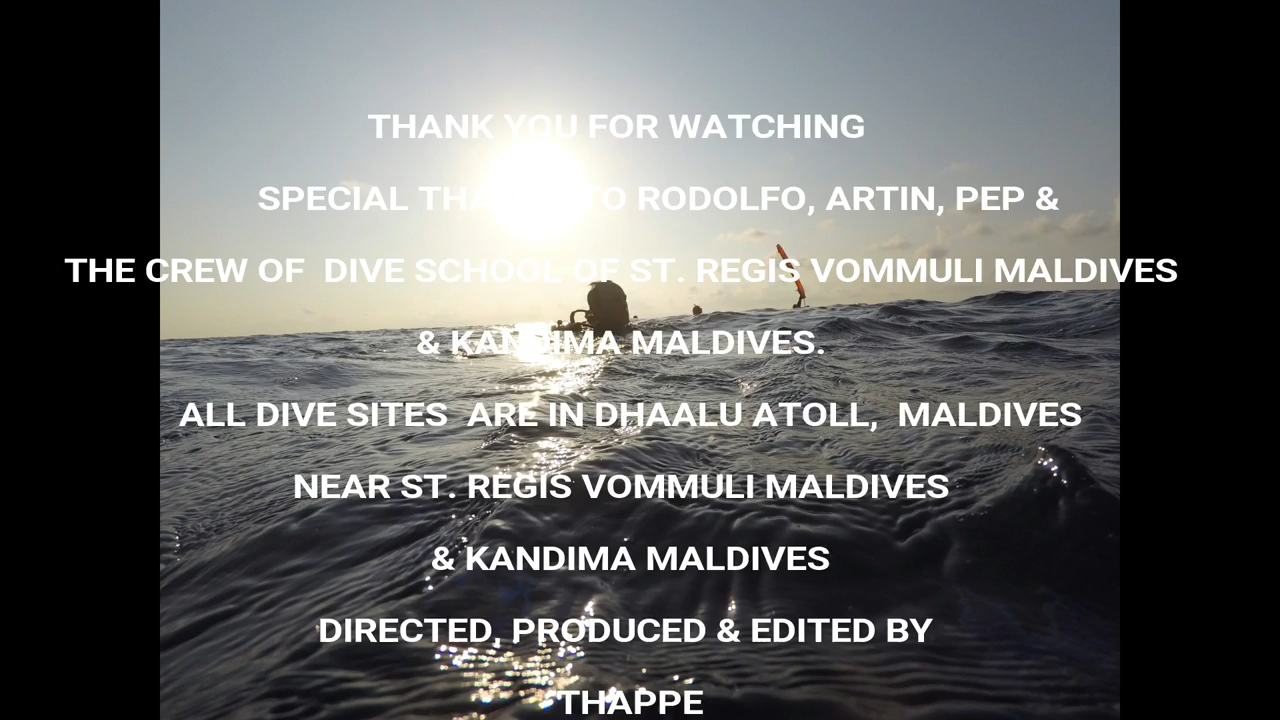 THANK YOU FOR WATCHING
SPECIAL THANKS TO RODOLFO, ARTIN, PEP &
THE CREW OF DIVE SCHOOL OF ST. REGIS VOMMULI MALDIVES
& KANDIMA MALDIVES.
ALL DIVE SITES ARE IN DHAALU ATOLL, MALDIVES
NEAR ST. REGIS VOMMULI MALDIVES
& KANDIMA MALDIVES
DIRECTED, PRODUCED & EDITED BY
THAPPE